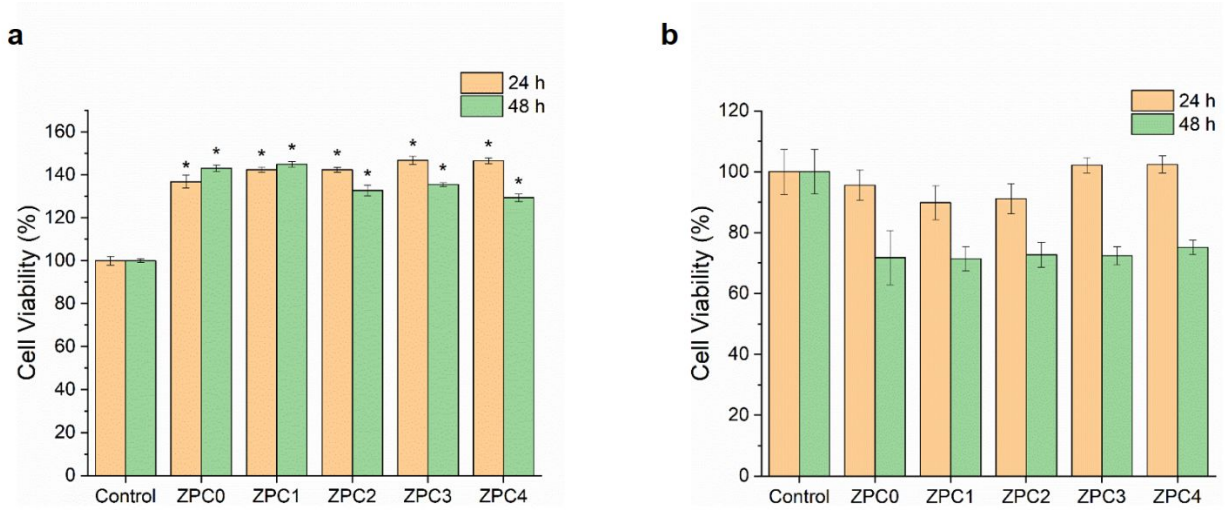 a
24 h
48 h
Cell Viability (%)
160
140
120
100
80
60
40
20
0
* * * * * * * * * *
Control ZPC0 ZPC1 ZPC2 ZPC3 ZPC4
b
24 h
48 h
Cell Viability (%)
120
100
80
60
40
20
0
Control ZPC0 ZPC1 ZPC2 ZPC3 ZPC4